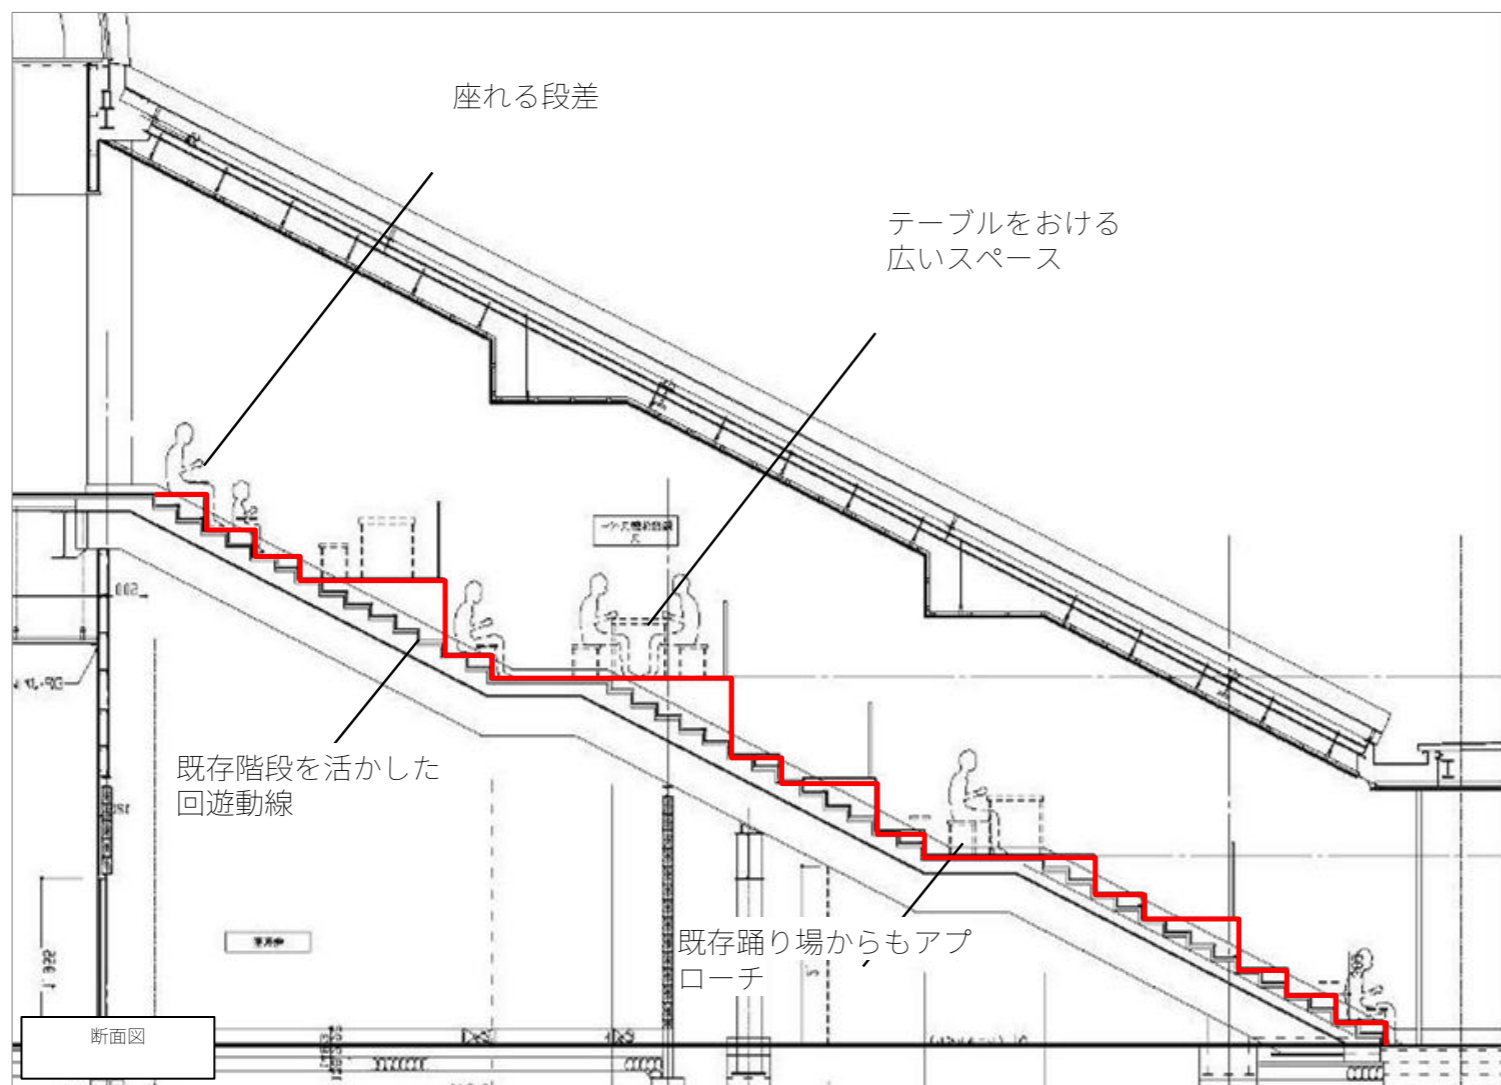 座れる段差
テーブルをおける
広いスペース
既存階段を活かした
回遊動線
既存踊り場からもアプ
ローチ
断面図